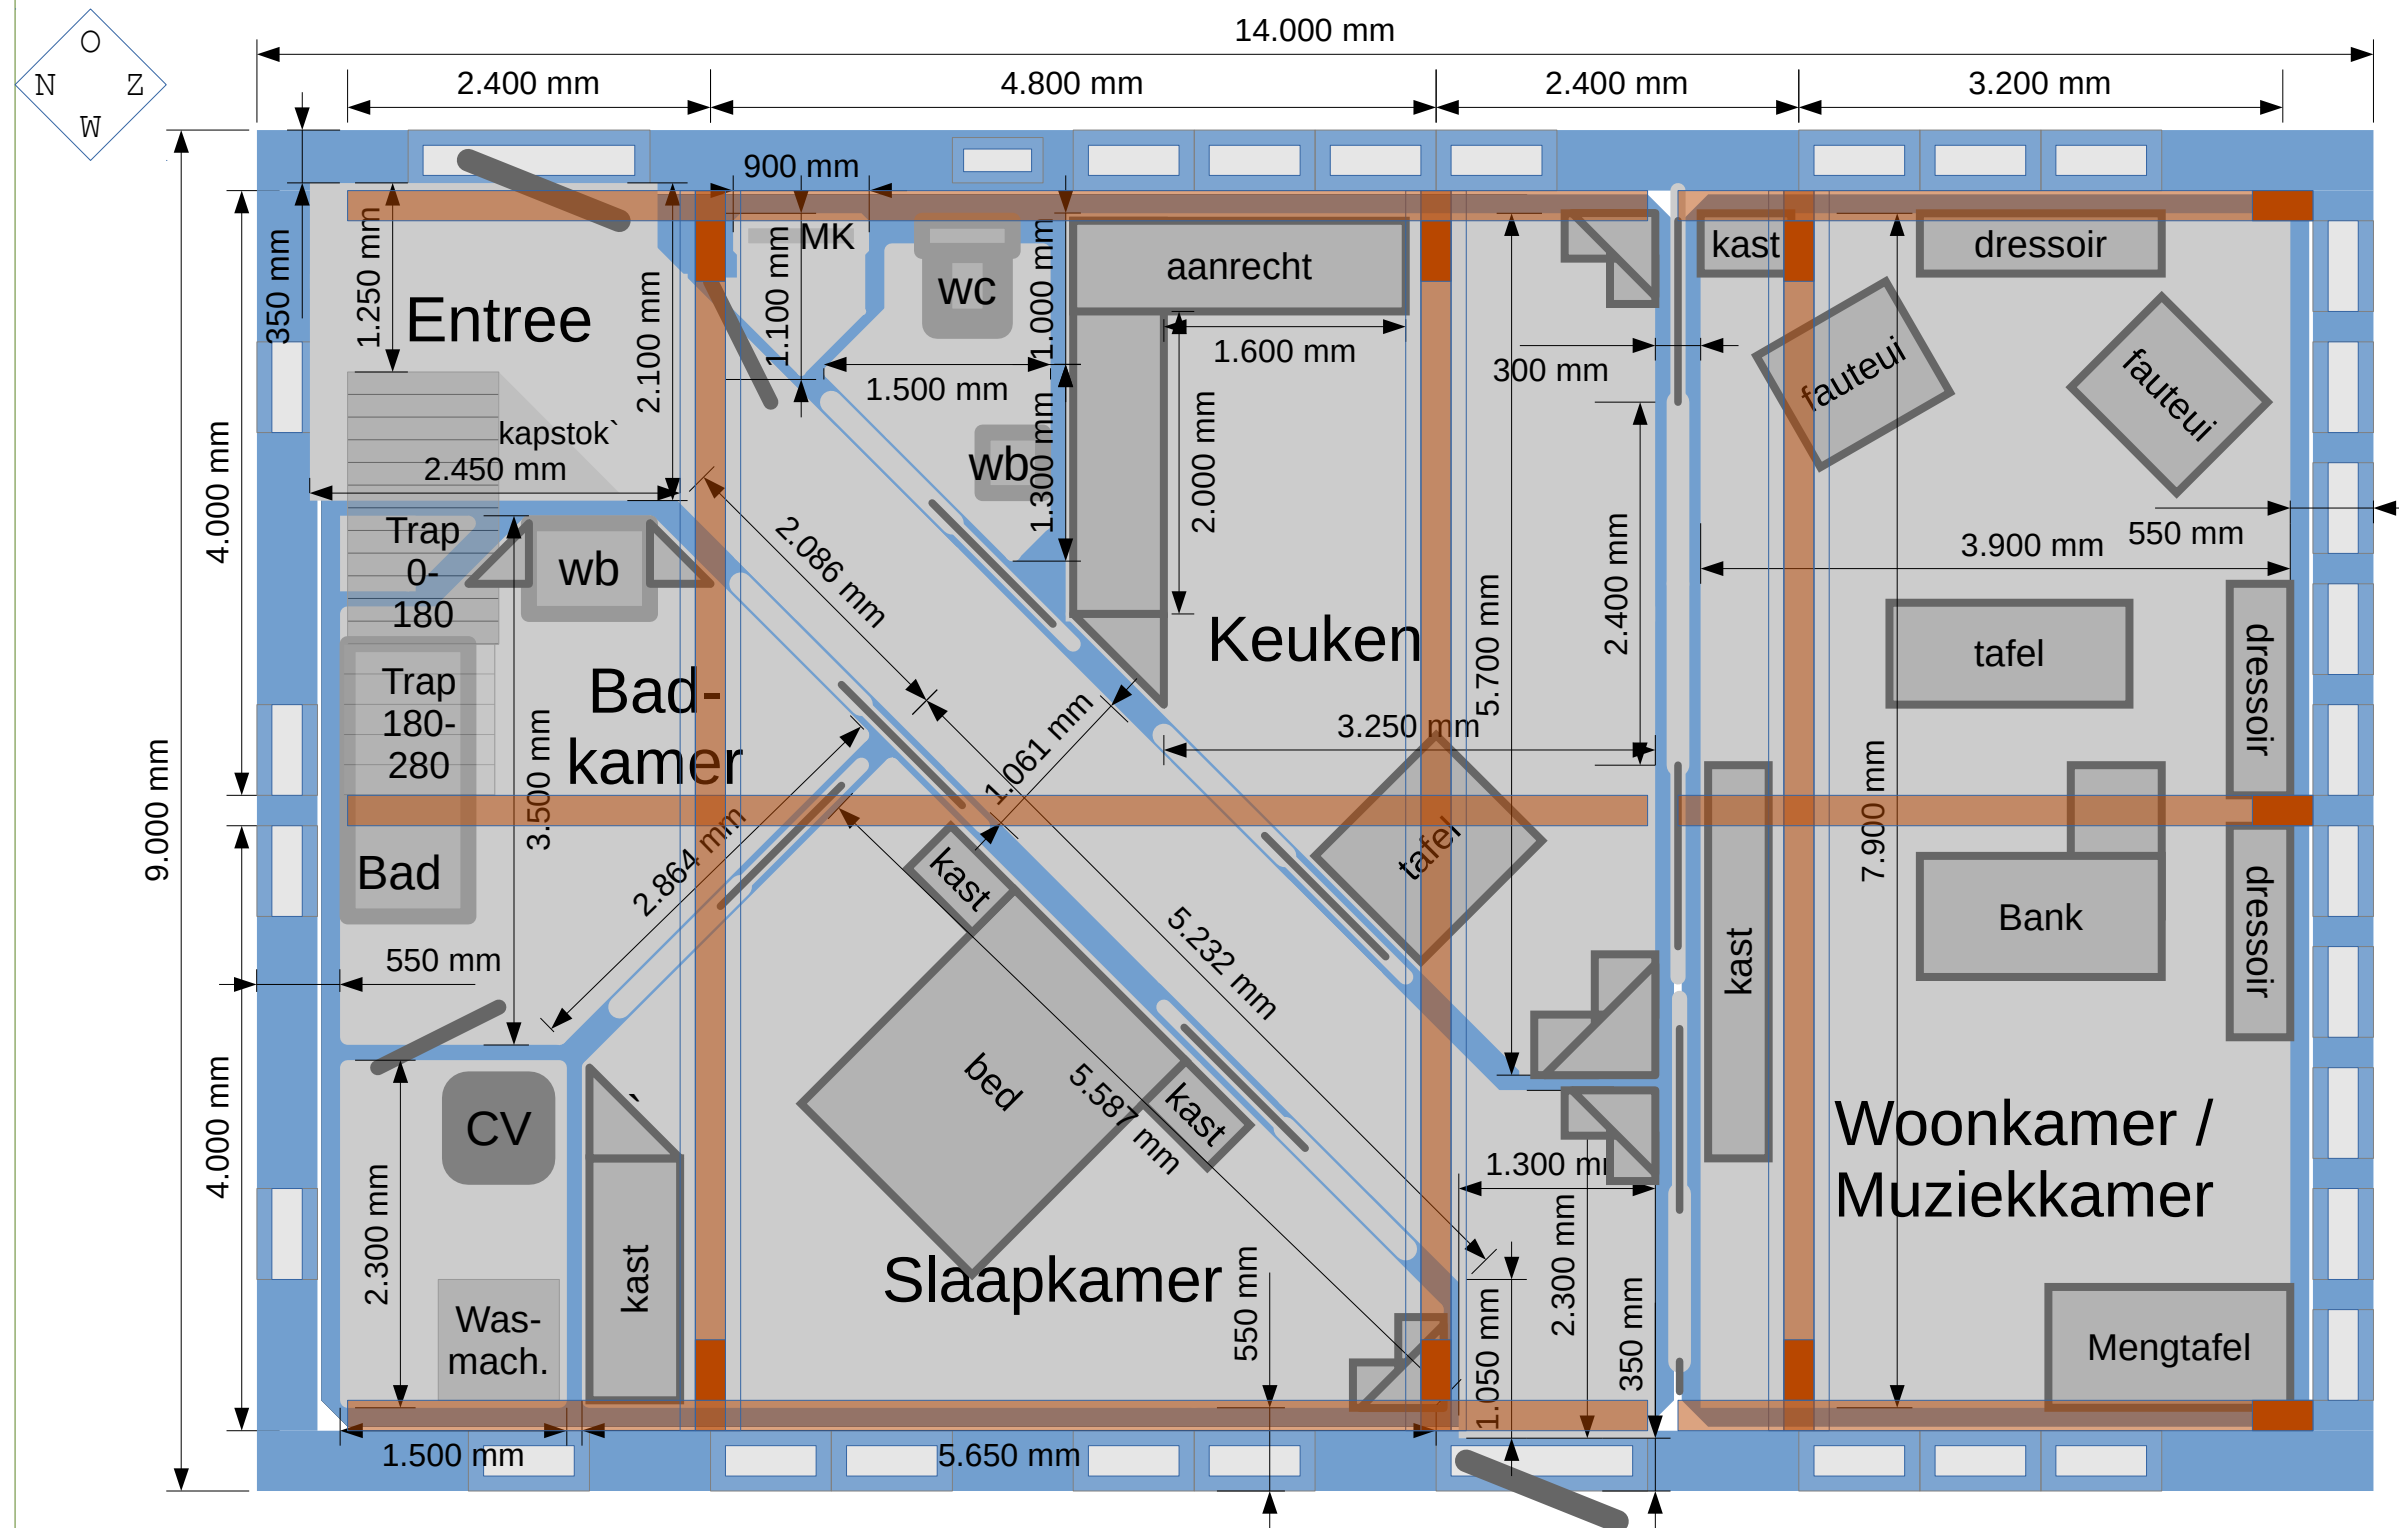 O
N Z
W
14.000 mm
2.400 mm
4.800 mm
2.400 mm
3.200 mm
900 mm
MK
350 mm
1.250 mm
Entree
2.100 mm
1.100 mm
wc
1.000 mm
aanrecht
1.600 mm
300 mm
kast
dressoir
fauteui
fauteui
1.500 mm
kapstok`
2.450 mm
wb
1.300 mm
2.000 mm
4.000 mm
550 mm
3.900 mm
Trap
0-
180
wb
2.086 mm
Keuken
5.700 mm
2.400 mm
tafel
dressoir
Trap
180-
280
Bad-
kamer
3.500 mm
1.061 mm
3.250 mm
9.000 mm
7.900 mm
Bad
2.864 mm
kast
tafel
Bank
dressoir
kast
550 mm
5.232 mm
4.000 mm
CV
bed
5.587 mm
kast
1.300 m
Woonkamer /
Muziekkamer
2.300 mm
kast
Slaapkamer
550 mm
2.300 mm
350 mm
1.050 mm
Was-
mach.
Mengtafel
1.500 mm
5.650 mm